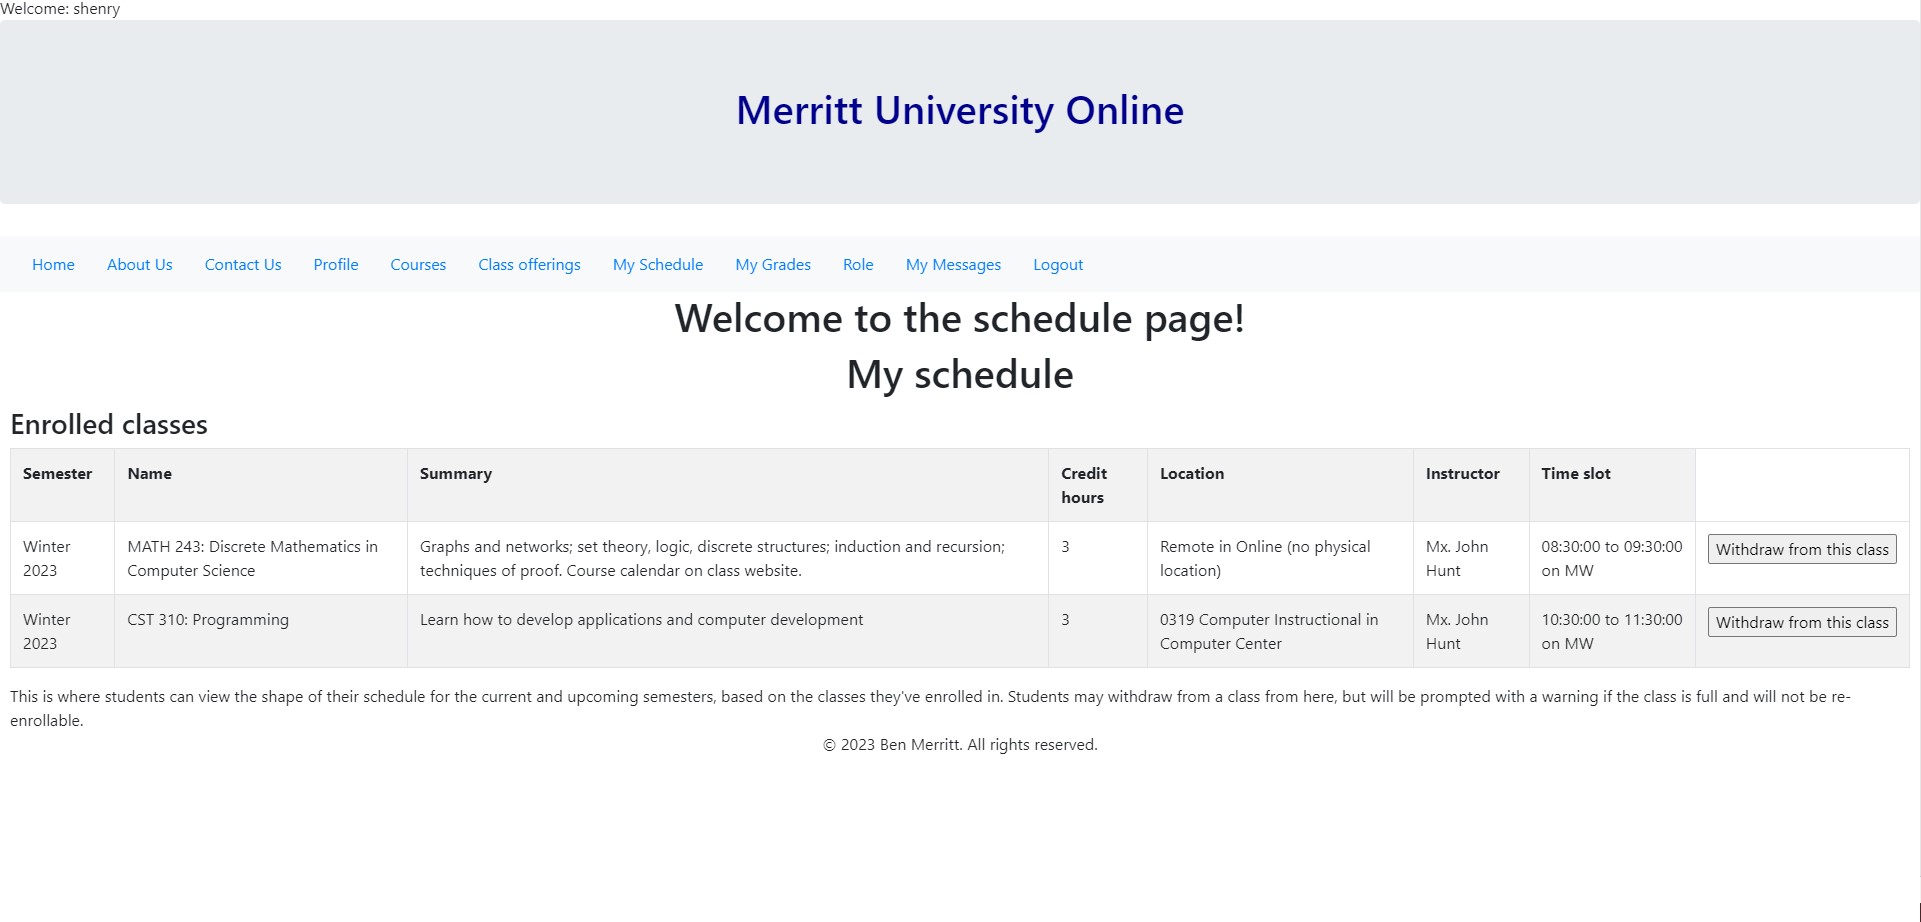 Welcome: shenry
Merritt University Online
Home About Us Contact Us Profile Courses Class offerings My Schedule My Grades Role My Messages Logout
Welcome to the schedule page!
My schedule
Enrolled classes
Semester Name Summary Credit hours Location Instructor Time slot
Winter 2023 MATH 243: Discrete Mathematics in Computer Science Graphs and networks; set theory, logic, discrete structures; induction and recursion; techniques of proof. Course calendar on class website. 3 Remote in Online (no physical location) Mx. John Hunt 08:30:00 to 09:30:00 on MW Withdraw from this class
Winter 2023 CST 310: Programming Learn how to develop applications and computer development 3 0319 Computer Instructional in Computer Center Mx. John Hunt 10:30:00 to 11:30:00 on MW Withdraw from this class
This is where students can view the shape of their schedule for the current and upcoming semesters, based on the classes they've enrolled in. Students may withdraw from a class from here, but will be prompted with a warning if the class is full and will not be re-
enrollable.
© 2023 Ben Merritt. All rights reserved.